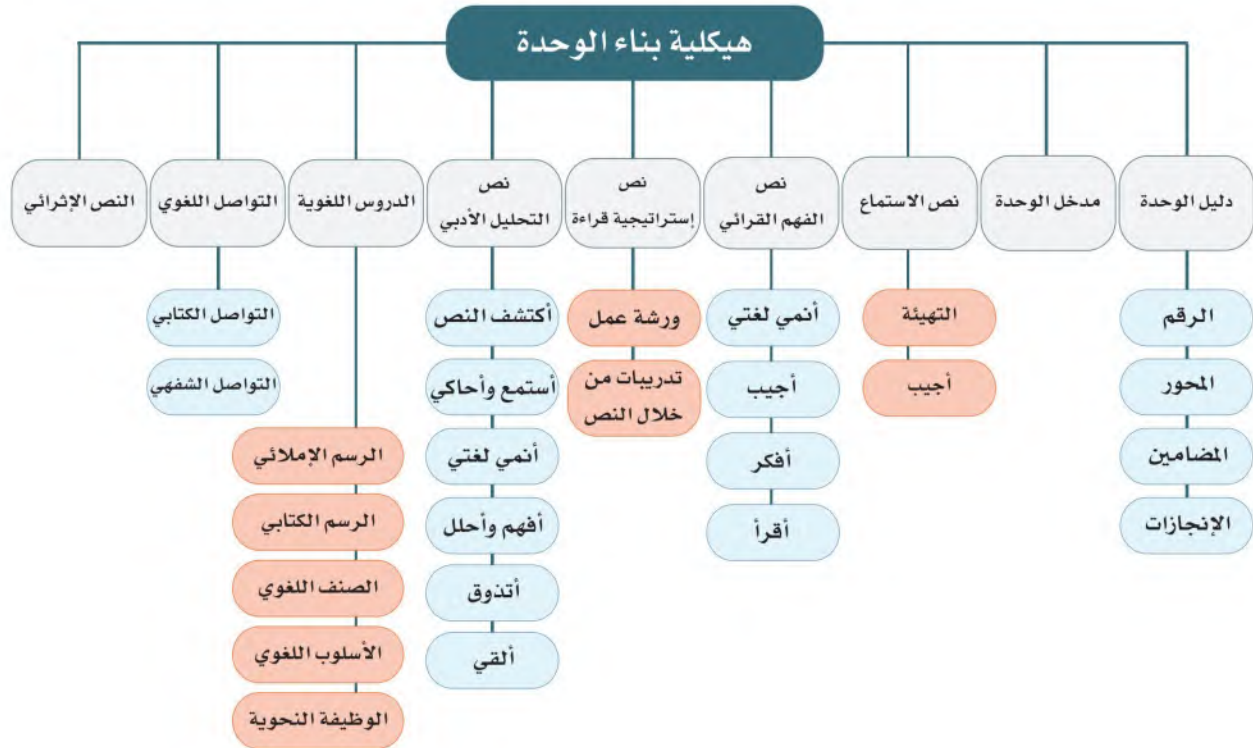 هيكلية بناء الوحدة
دليل الوحدة
الرقم
المحور
المضامين
الإنجازات
مدخل الوحدة
نص الاستماع
التهيئة
أجيب
نص
الفهم القرائي
أنمي لغتي
أجيب
أفكر
أقرأ
نص
إستراتيجية قراءة
ورشة عمل
تدريبات من
خلال النص
نص
التحليل الأدبي
أكتشف النص
أستمع وأحاكي
أنمي لغتي
أفهم وأحلل
أتذوق
ألقي
الدروس اللغوية
الرسم الإملائي
الرسم الكتابي
الصنف اللغوي
الأسلوب اللغوي
الوظيفة النحوية
التواصل اللغوي
التواصل الكتابي
التواصل الشفهي
النص الإثرائي